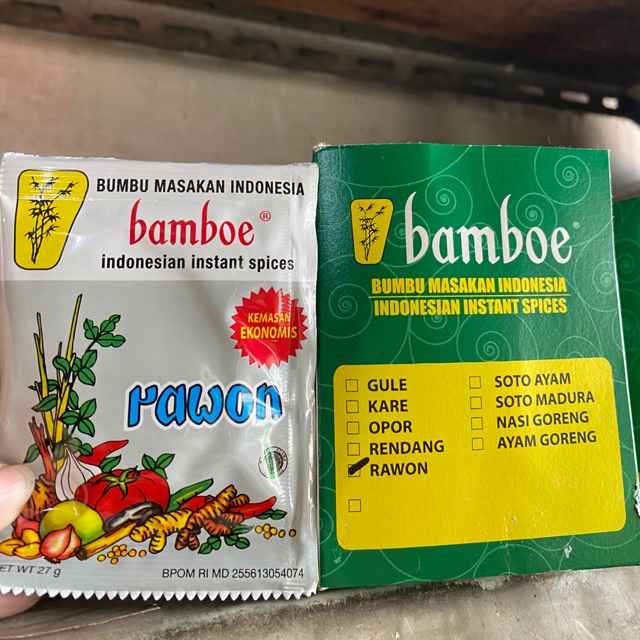 BUMBU MASAKAN INDONESIA
bamboe®
indonesian instant spices
KEMASAN
EKONOMIS
rawon
ET WT 27 g
BPOM RI MD 255613054074
bamboe®
BUMBU MASAKAN INDONESIA
INDONESIAN INSTANT SPICES
GULE
KARE
OPOR
RENDANG
RAWON
SOTO AYAM
SOTO MADURA
NASI GORENG
AYAM GORENG